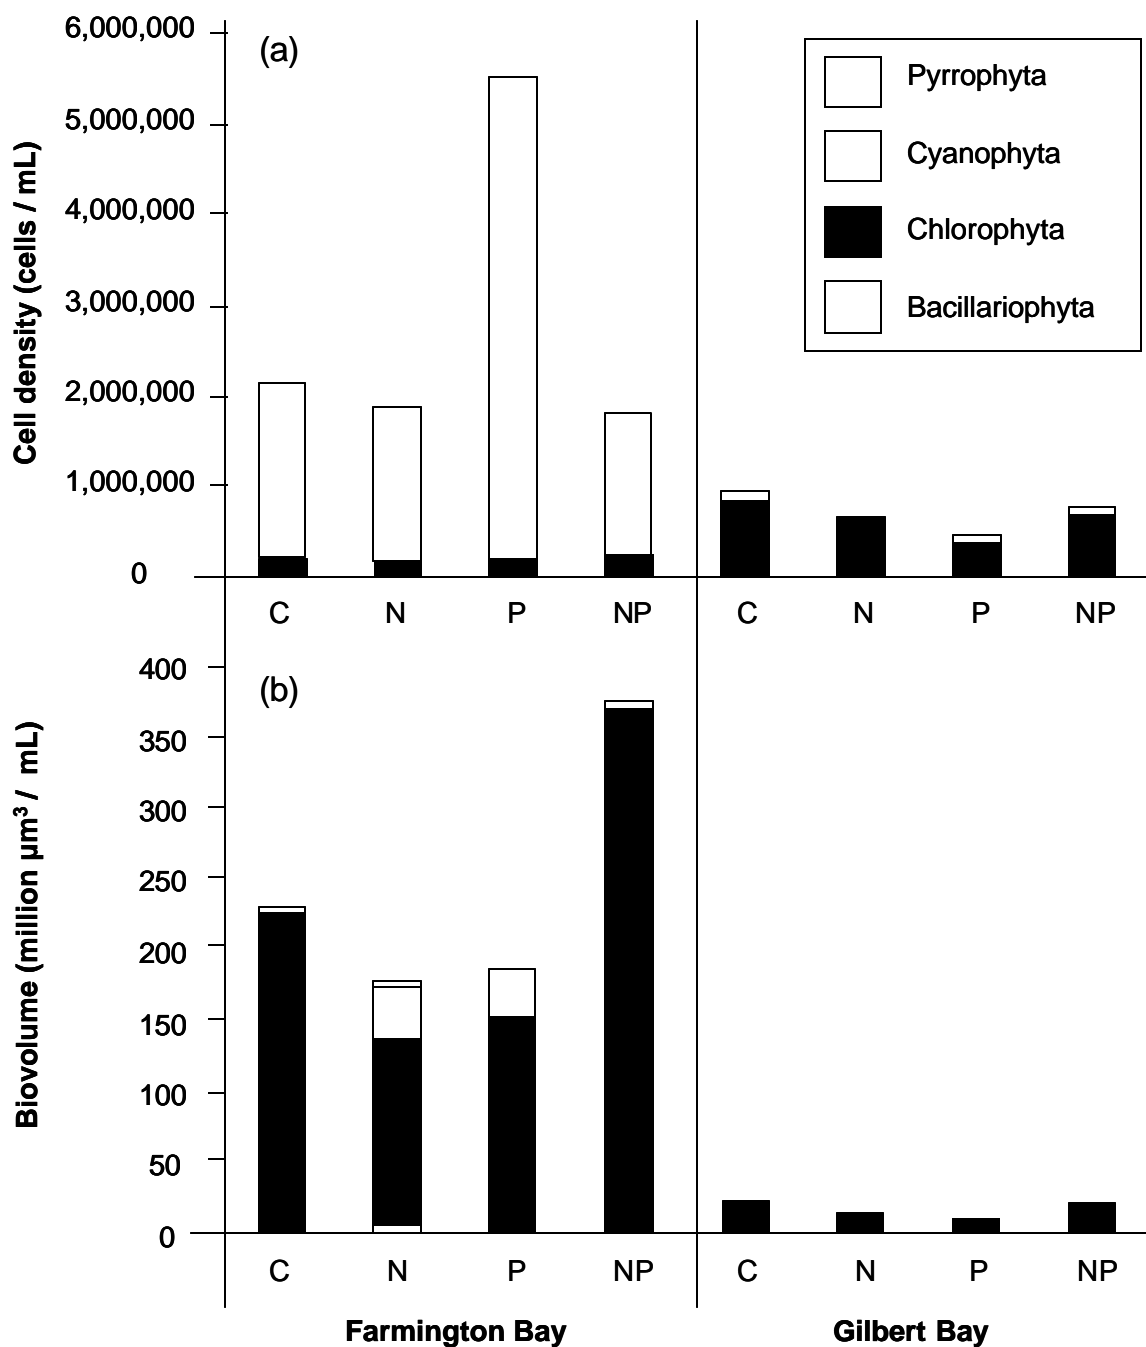 6,000,000
(a)
5,000,000
4,000,000
3,000,000
2,000,000
1,000,000
0
Cell density (cells / mL)
Pyrrophyta
Cyanophyta
Chlorophyta
Bacillariophyta
C N P NP C N P NP
400
(b)
350
300
250
200
150
100
50
0
Biovolume (million µm³ / mL)
C N P NP C N P NP
Farmington Bay Gilbert Bay